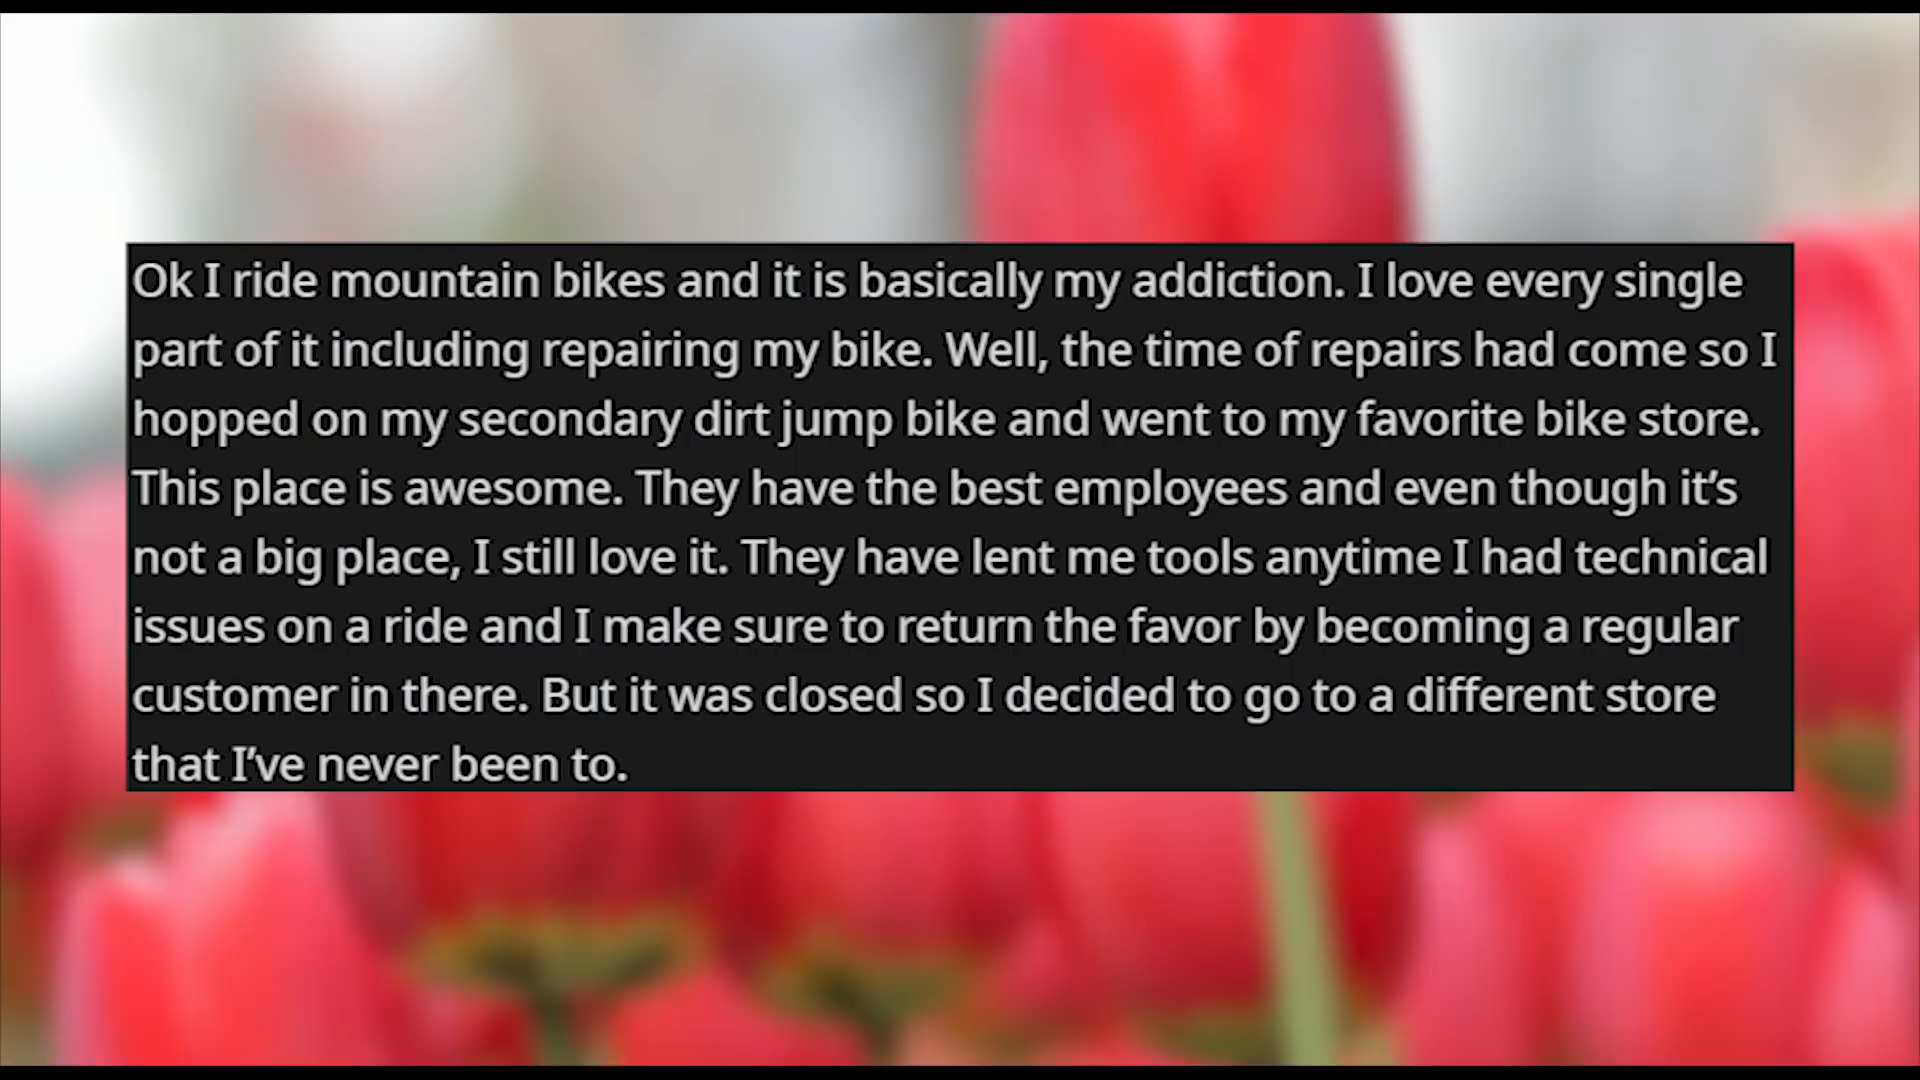 Ok I ride mountain bikes and it is basically my addiction. I love every single
part of it including repairing my bike. Well, the time of repairs had come so I
hopped on my secondary dirt jump bike and went to my favorite bike store.
This place is awesome. They have the best employees and even though it’s
not a big place, I still love it. They have lent me tools anytime I had technical
issues on a ride and I make sure to return the favor by becoming a regular
customer in there. But it was closed so I decided to go to a different store
that I’ve never been to.